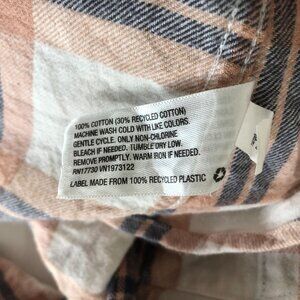 100% COTTON (30% RECYCLED COTTON)
MACHINE WASH COLD WITH LIKE COLORS.
GENTLE CYCLE. ONLY NON-CHLORINE
BLEACH IF NEEDED. TUMBLE DRY LOW.
REMOVE PROMPTLY. WARM IRON IF NEEDED.
RN17730 VN1973122
LABEL MADE FROM 100% RECYCLED PLASTIC